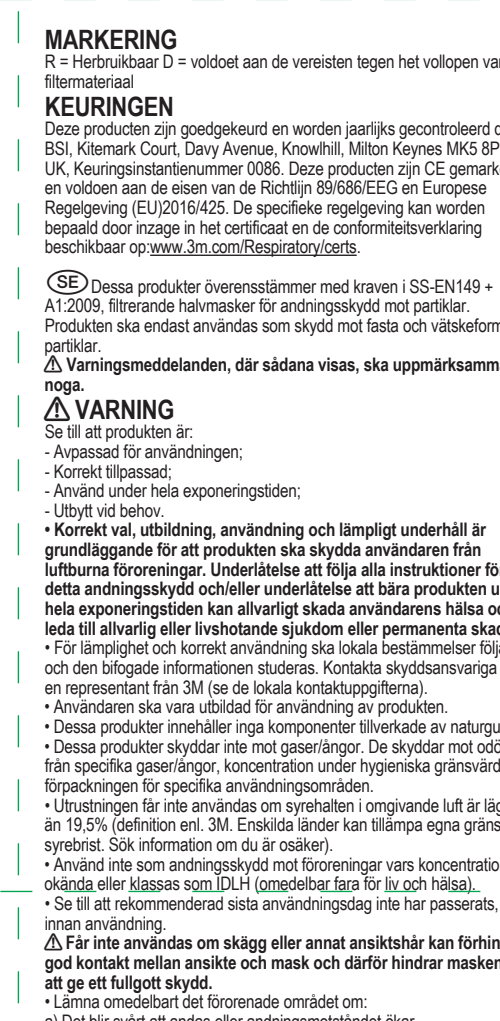 MARKERING
R = Herbruikbaar D = voldoet aan de vereisten tegen het vollopen van
filtermateriaal
KEURINGEN
Deze producten zijn goedgekeurd en worden jaarlijks gecontroleerd
BSI, Kitemark Court, Davy Avenue, Knowlhill, Milton Keynes MK5 8P
UK, Keuringsinstantienummer 0086. Deze producten zijn CE
en voldoen aan de eisen van de Richtlijn 89/686/EEG en Europese
Regelgeving (EU)2016/425. De specifieke regelgeving kan worden
bepaald door inzage in het certificaat en de conformiteitsverklaring
beschikbaar op:www.3m.com/Respiratory/certs.
SE Dessa produkter överensstämmer med kraven i SS-EN149 +
A1:2009, filtrerande halvmasker för andningsskydd mot partiklar.
Produkten ska endast användas som skydd mot fasta och
partiklar.
⚠ Varningsmeddelanden, där sådana visas, ska
noga.
⚠ VARNING
Se till att produkten är:
- Avpassad för användningen;
- Korrekt tillpassad;
- Använd under hela exponeringstiden;
- Utbytt vid behov.
• Korrekt val, utbildning, användning och lämpligt underhåll är
grundläggande för att produkten ska skydda användaren från
luftburna föroreningar. Underlåtelse att följa alla instruktioner
detta andningsskydd och/eller underlåtelse att bära produkten
hela exponeringstiden kan allvarligt skada användarens hälsa
leda till allvarlig eller livshotande sjukdom eller permanenta
• För lämplighet och korrekt användning ska lokala bestämmelser
och den bifogade informationen studeras. Kontakta skyddsansvariga
en representant från 3M (se de lokala kontaktuppgifterna).
• Användaren ska vara utbildad för användning av produkten.
• Dessa produkter innehåller inga komponenter tillverkade av
• Dessa produkter skyddar inte mot gaser/ångor. De skyddar mot
från specifika gaser/ångor, koncentration under hygieniska
förpackningen för specifika användningsområden.
• Utrustningen får inte användas om syrehalten i omgivande luft är
än 19,5% (definition enl. 3M. Enskilda länder kan tillämpa egna
syrebrist. Sök information om du är osäker).
• Använd inte som andningsskydd mot föroreningar vars
okända eller klassas som IDLH (omedelbar fara för liv och hälsa).
• Se till att rekommenderad sista användningsdag inte har passerats,
innan användning.
⚠ Får inte användas om skägg eller annat ansiktshår kan
god kontakt mellan ansikte och mask och därför hindrar masken
att ge ett fullgott skydd.
• Lämna omedelbart det förorenade området om:
a) Det blir svårt att andas eller andningsmotståndet ökar